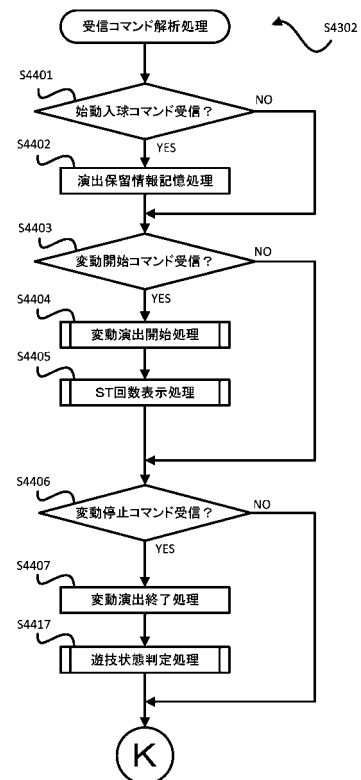 受信コマンド解析処理
S4302
S4401
始動入球コマンド受信？
NO
S4402
YES
演出保留情報記憶処理
S4403
変動開始コマンド受信？
NO
S4404
YES
変動演出開始処理
S4405
ST回数表示処理
S4406
変動停止コマンド受信？
NO
YES
S4407
変動演出終了処理
S4417
遊技状態判定処理
K